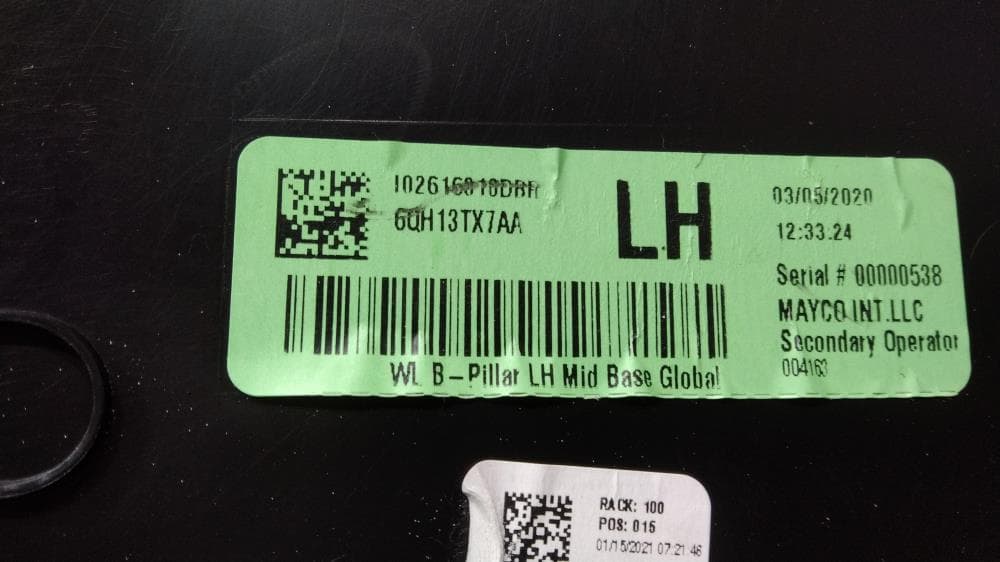 6QH13TX7AA
LH
03/05/2020
12:33.24
Serial # 00000538
MAYCO INT.LLC
Secondary Operator
004163
WL B-Pillar LH Mid Base Global
RACK: 100
POS: 016
01/15/2021 07:21:46